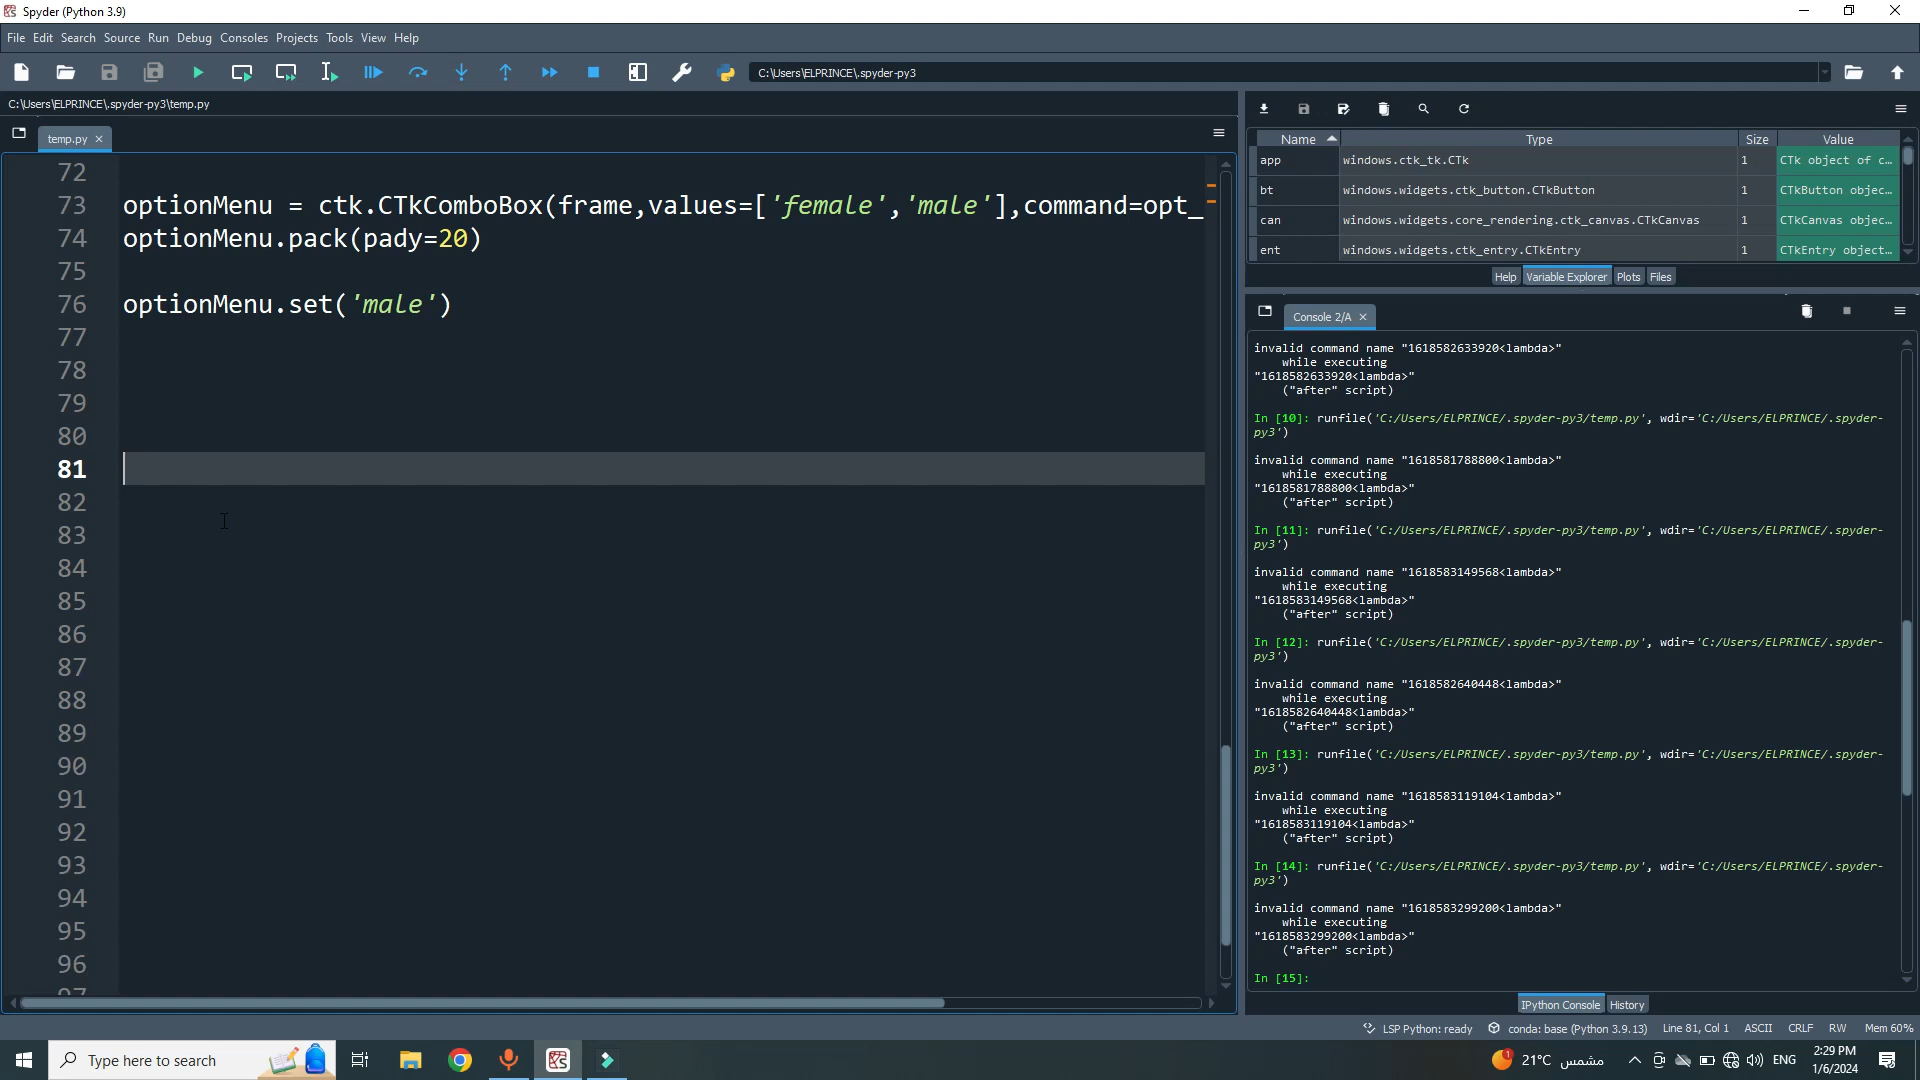 Spyder (Python 3.9)
File Edit Search Source Run Debug Consoles Projects Tools View Help
C:\Users\ELPRINCE\.spyder-py3
C:\Users\ELPRINCE\.spyder-py3\temp.py
temp.py
72
73 optionMenu = ctk.CTkComboBox(frame,values=['female','male'],command=opt_
74 optionMenu.pack(pady=20)
75
76 optionMenu.set('male')
77
78
79
80
81
82
83
84
85
86
87
88
89
90
91
92
93
94
95
96
97
Name Type Size Value
app windows.ctk_tk.CTk 1 CTk object of c...
bt windows.widgets.ctk_button.CTkButton 1 CTkButton objec...
can windows.widgets.core_rendering.ctk_canvas.CTkCanvas 1 CTkCanvas objec...
ent windows.widgets.ctk_entry.CTkEntry 1 CTkEntry object...
Help Variable Explorer Plots Files
Console 2/A
invalid command name "1618582633920<lambda>"
while executing
"1618582633920<lambda>"
("after" script)
In [10]: runfile('C:/Users/ELPRINCE/.spyder-py3/temp.py', wdir='C:/Users/ELPRINCE/.spyder-
py3')
invalid command name "1618581788800<lambda>"
while executing
"1618581788800<lambda>"
("after" script)
In [11]: runfile('C:/Users/ELPRINCE/.spyder-py3/temp.py', wdir='C:/Users/ELPRINCE/.spyder-
py3')
invalid command name "1618583149568<lambda>"
while executing
"1618583149568<lambda>"
("after" script)
In [12]: runfile('C:/Users/ELPRINCE/.spyder-py3/temp.py', wdir='C:/Users/ELPRINCE/.spyder-
py3')
invalid command name "1618582640448<lambda>"
while executing
"1618582640448<lambda>"
("after" script)
In [13]: runfile('C:/Users/ELPRINCE/.spyder-py3/temp.py', wdir='C:/Users/ELPRINCE/.spyder-
py3')
invalid command name "1618583119104<lambda>"
while executing
"1618583119104<lambda>"
("after" script)
In [14]: runfile('C:/Users/ELPRINCE/.spyder-py3/temp.py', wdir='C:/Users/ELPRINCE/.spyder-
py3')
invalid command name "1618583299200<lambda>"
while executing
"1618583299200<lambda>"
("after" script)
In [15]:
IPython Console History
LSP Python: ready conda: base (Python 3.9.13) Line 81, Col 1 ASCII CRLF RW Mem 60%
Type here to search
1 21°C مشمس ENG 2:29 PM
1/6/2024